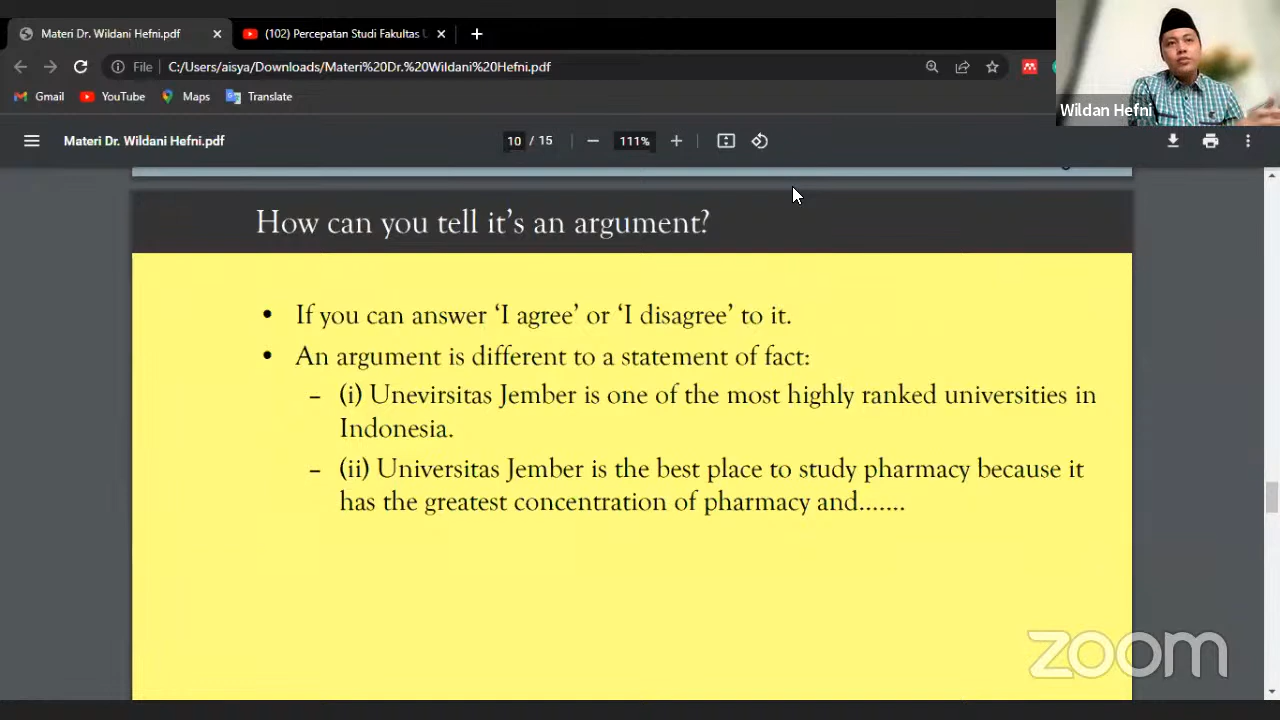 Materi Dr. Wildani Hefni.pdf
(102) Percepatan Studi Fakultas
File
C:/Users/aisya/Downloads/Materi%20Dr.%20Wildani%20Hefni.pdf
Gmail
YouTube
Maps
Translate
Wildan Hefni
Materi Dr. Wildani Hefni.pdf
10 / 15
111%
How can you tell it's an argument?
• If you can answer ‘I agree’ or ‘I disagree’ to it.
• An argument is different to a statement of fact:
– (i) Unevirsitas Jember is one of the most highly ranked universities in
Indonesia.
– (ii) Universitas Jember is the best place to study pharmacy because it
has the greatest concentration of pharmacy and.......
zoom